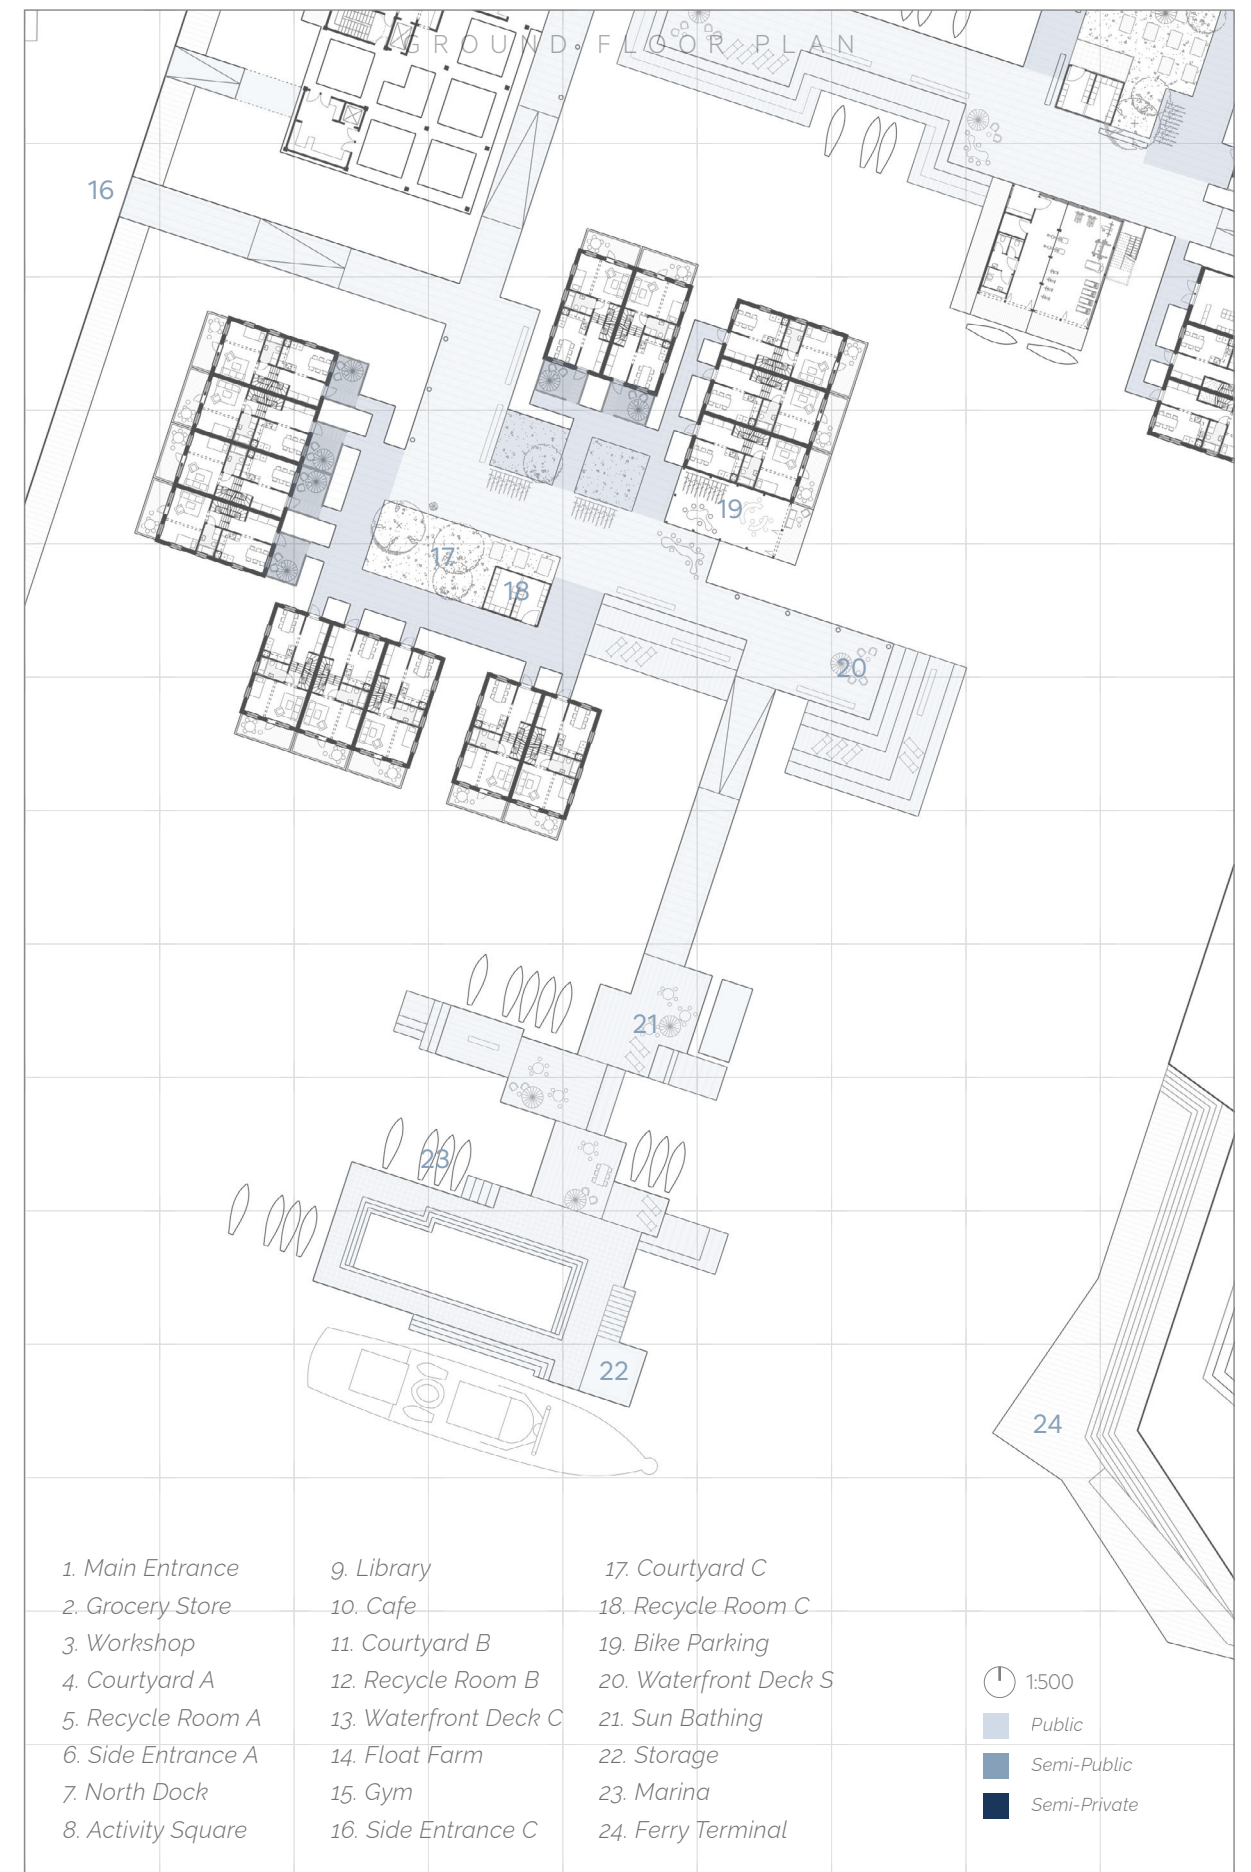 GROUND FLOOR PLAN
16
19
17
18
20
21
23
22
24
1. Main Entrance
2. Grocery Store
3. Workshop
4. Courtyard A
5. Recycle Room A
6. Side Entrance A
7. North Dock
8. Activity Square
9. Library
10. Cafe
11. Courtyard B
12. Recycle Room B
13. Waterfront Deck C
14. Float Farm
15. Gym
16. Side Entrance C
17. Courtyard C
18. Recycle Room C
19. Bike Parking
20. Waterfront Deck S
21. Sun Bathing
22. Storage
23. Marina
24. Ferry Terminal
1:500
Public
Semi-Public
Semi-Private